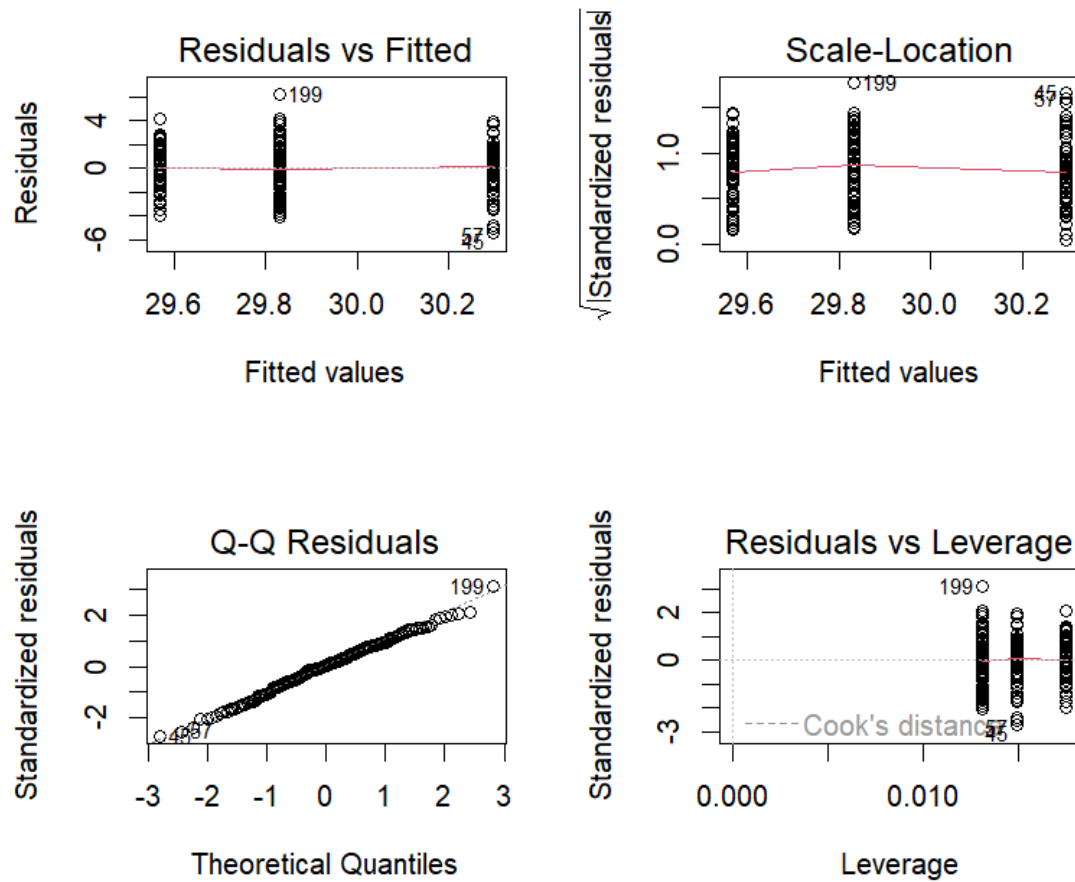 Residuals vs Fitted
Residuals
4
0
-6
199
57
45
29.6 29.8 30.0 30.2
Fitted values
Scale-Location
√|Standardized residuals|
1.0
0.0
199
45
57
29.6 29.8 30.0 30.2
Fitted values
Q-Q Residuals
Standardized residuals
2
0
-2
199
57
45
-3 -2 -1 0 1 2 3
Theoretical Quantiles
Residuals vs Leverage
Standardized residuals
2
0
-3
199
Cook's distance
57
45
0.000 0.010
Leverage